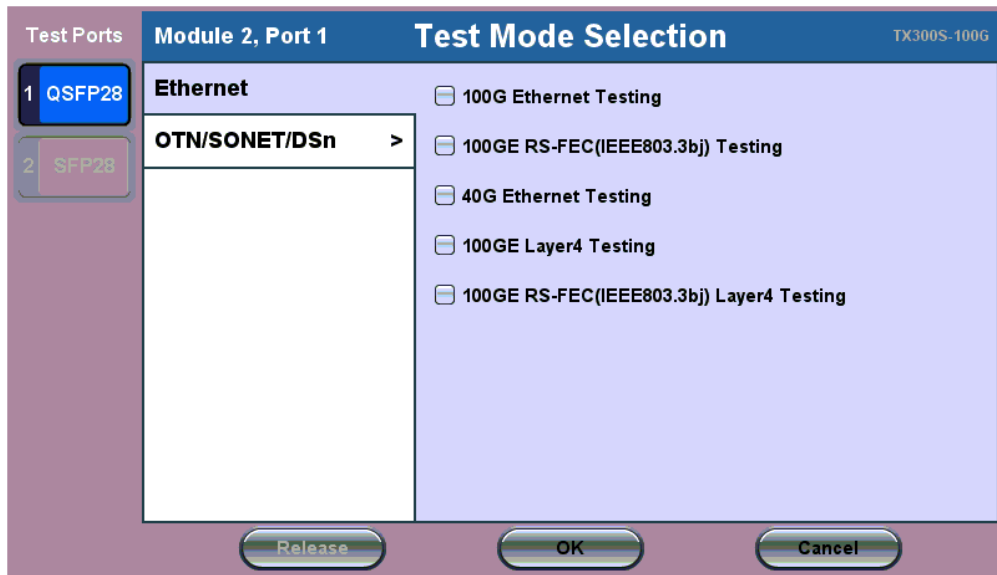 Test Ports
Module 2, Port 1
Test Mode Selection
TX300S-100G
1 QSFP28
2 SFP28
Ethernet
OTN/SONET/DSn >
100G Ethernet Testing
100GE RS-FEC(IEEE803.3bj) Testing
40G Ethernet Testing
100GE Layer4 Testing
100GE RS-FEC(IEEE803.3bj) Layer4 Testing
Release
OK
Cancel